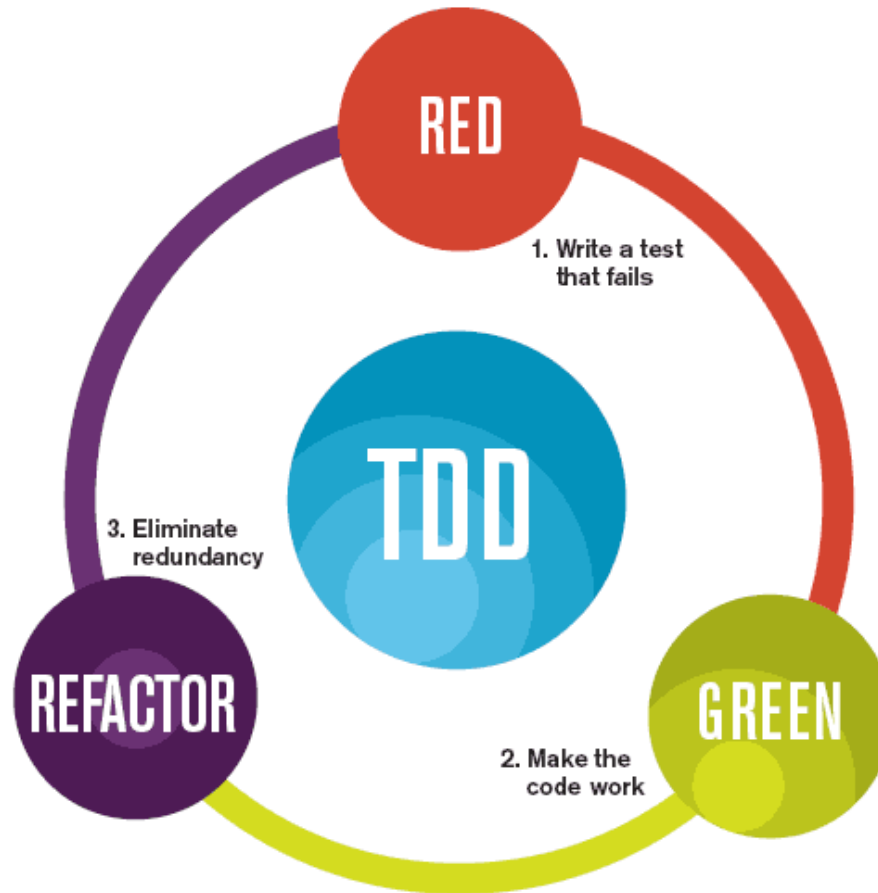 RED
1. Write a test
that fails
TDD
3. Eliminate
redundancy
REFACTOR
GREEN
2. Make the
code work